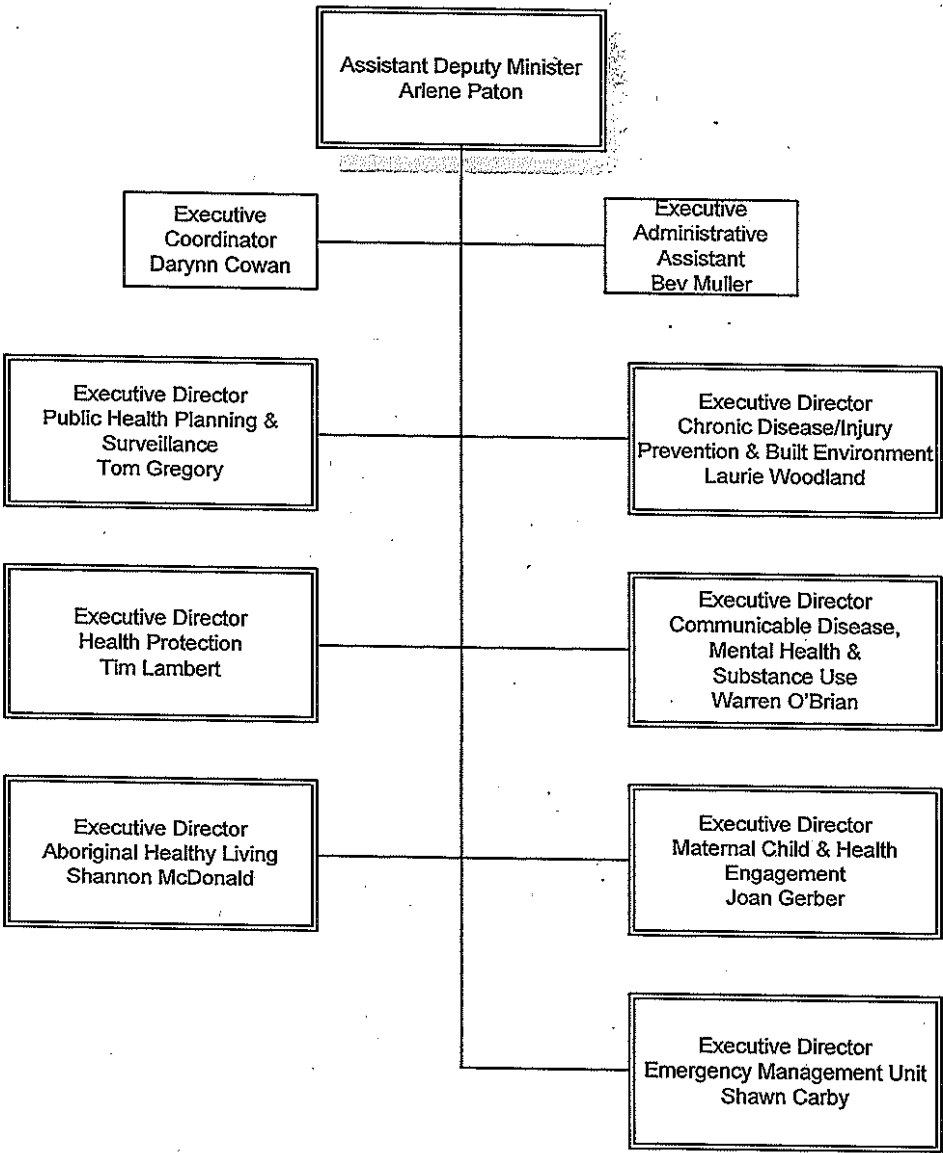 Assistant Deputy Minister
Arlene Paton
Executive
Coordinator
Darynn Cowan
Executive
Administrative
Assistant
Bev Muller
Executive Director
Public Health Planning &
Surveillance
Tom Gregory
Executive Director
Chronic Disease/Injury
Prevention & Built Environment
Laurie Woodland
Executive Director
Health Protection
Tim Lambert
Executive Director
Communicable Disease,
Mental Health &
Substance Use
Warren O'Brian
Executive Director
Aboriginal Healthy Living
Shannon McDonald
Executive Director
Maternal Child & Health
Engagement
Joan Gerber
Executive Director
Emergency Management Unit
Shawn Carby